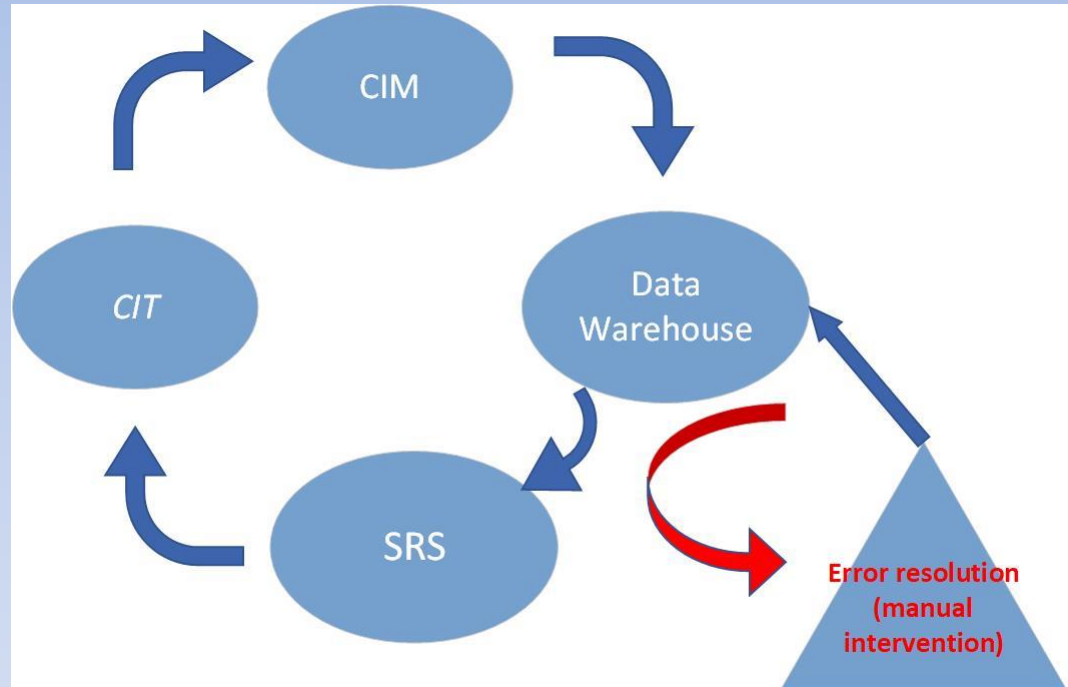 CIM
CIT
Data
Warehouse
SRS
Error resolution
(manual
intervention)